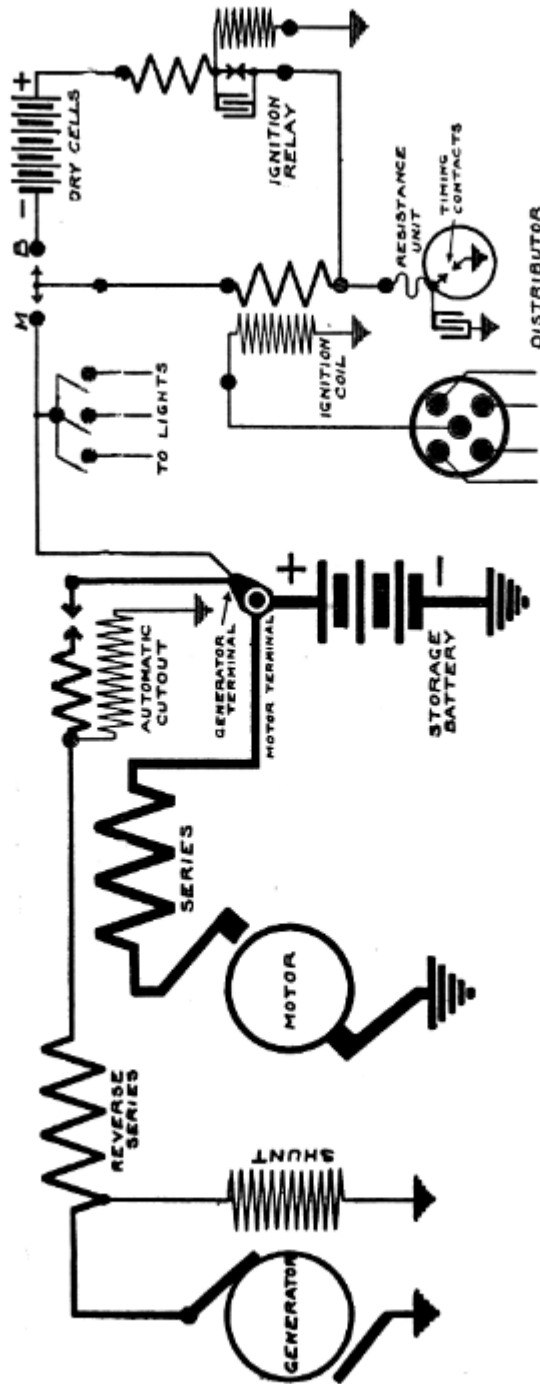 GENERATOR
SHUNT
REVERSE
SERIES
MOTOR
SERIES
AUTOMATIC
CUTOUT
GENERATOR
TERMINAL
MOTOR TERMINAL
+
−
STORAGE
BATTERY
TO LIGHTS
M
B
−
+
DRY CELLS
IGNITION
COIL
IGNITION
RELAY
RESISTANCE
UNIT
TIMING
CONTACTS
DISTRIBUTOR